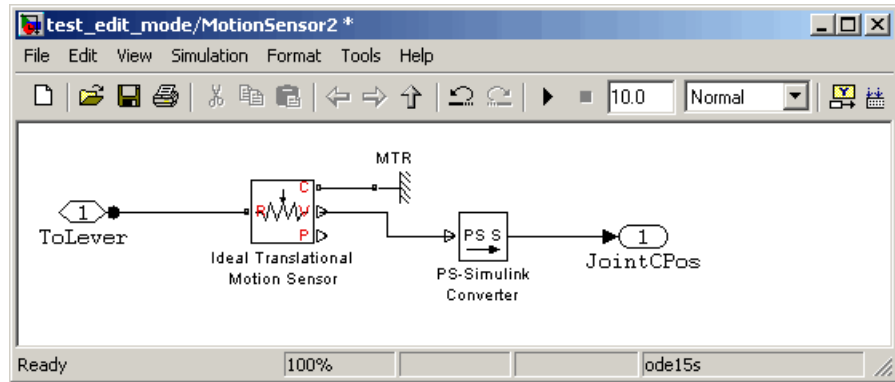 test_edit_mode/MotionSensor2 *
File Edit View Simulation Format Tools Help
10.0 Normal
MTR
C
1 R V
P
ToLever
Ideal Translational
Motion Sensor
PS S
PS-Simulink
Converter
1
JointCPos
Ready 100% ode15s